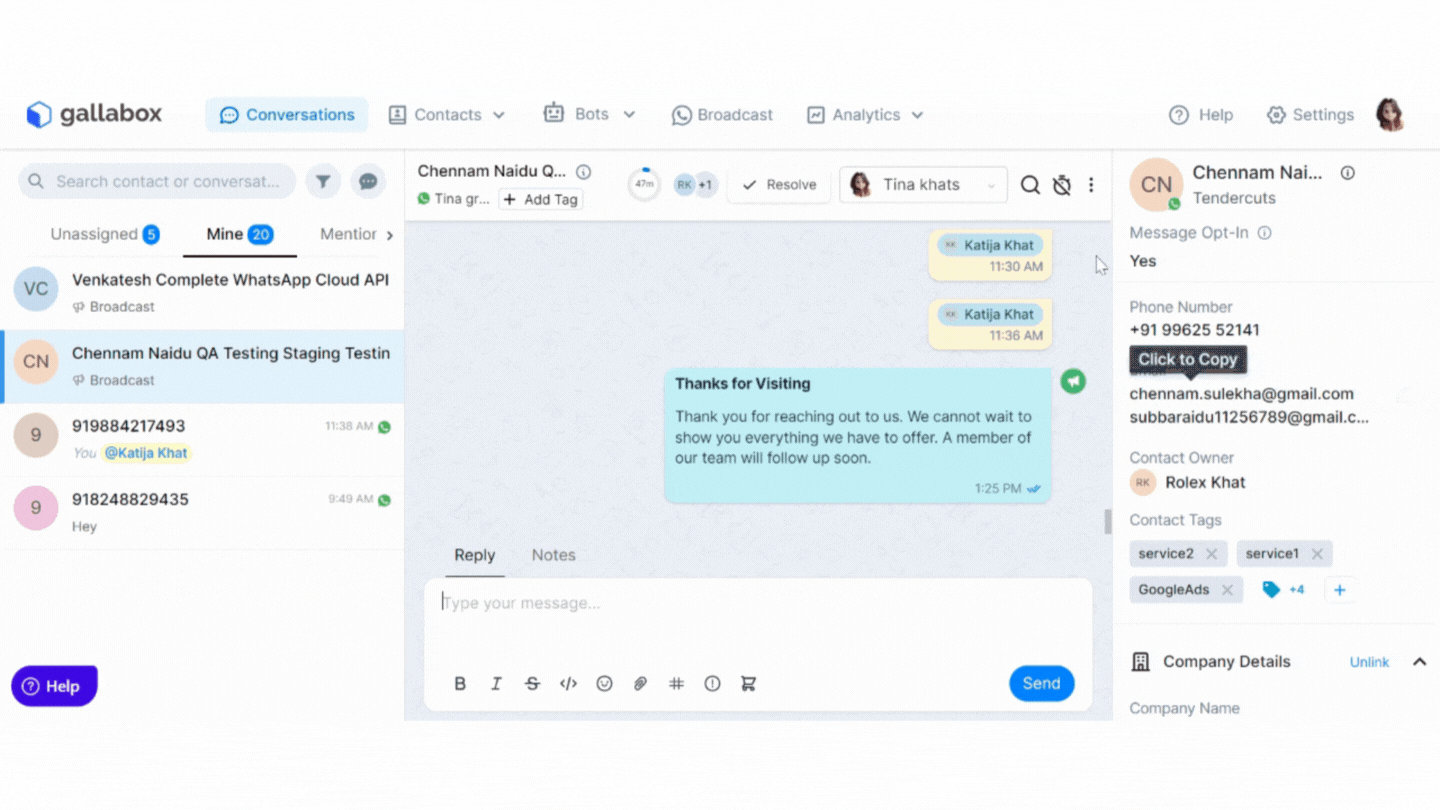 gallabox
Conversations
Contacts
Bots
Broadcast
Analytics
Help
Settings
Search contact or conversat...
Unassigned 5
Mine 20
Mention
VC
Venkatesh Complete WhatsApp Cloud API
Broadcast
CN
Chennam Naidu QA Testing Staging Testin
Broadcast
9
919884217493
11:38 AM
You @Katija Khat
9
918248829435
9:49 AM
Hey
Help
Chennam Naidu Q...
Tina gr...
+ Add Tag
47m
RK +1
Resolve
Tina khats
RK Katija Khat
11:30 AM
RK Katija Khat
11:36 AM
Thanks for Visiting
Thank you for reaching out to us. We cannot wait to
show you everything we have to offer. A member of
our team will follow up soon.
1:25 PM
Reply
Notes
Type your message...
B I S </> #
Send
CN
Chennam Nai...
Tendercuts
Message Opt-In
Yes
Phone Number
+91 99625 52141
Click to Copy
chennam.sulekha@gmail.com
subbaraidu11256789@gmail.c...
Contact Owner
RK Rolex Khat
Contact Tags
service2
service1
GoogleAds
+4
+
Company Details
Unlink
Company Name